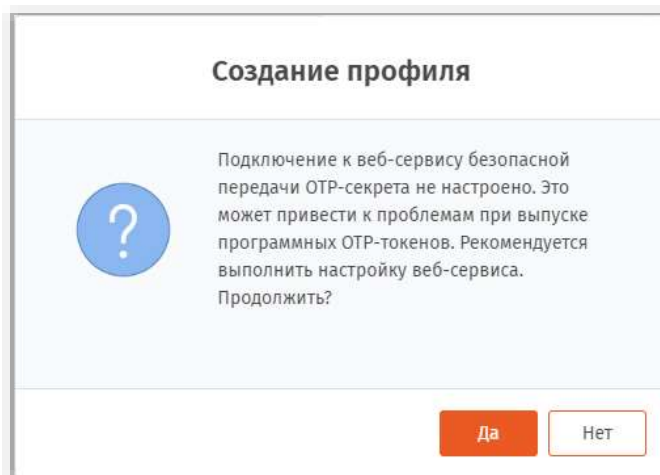 Создание профиля
Подключение к веб-сервису безопасной
передачи OTP-секрета не настроено. Это
может привести к проблемам при выпуске
программных OTP-токенов. Рекомендуется
выполнить настройку веб-сервиса.
Продолжить?
Да Нет